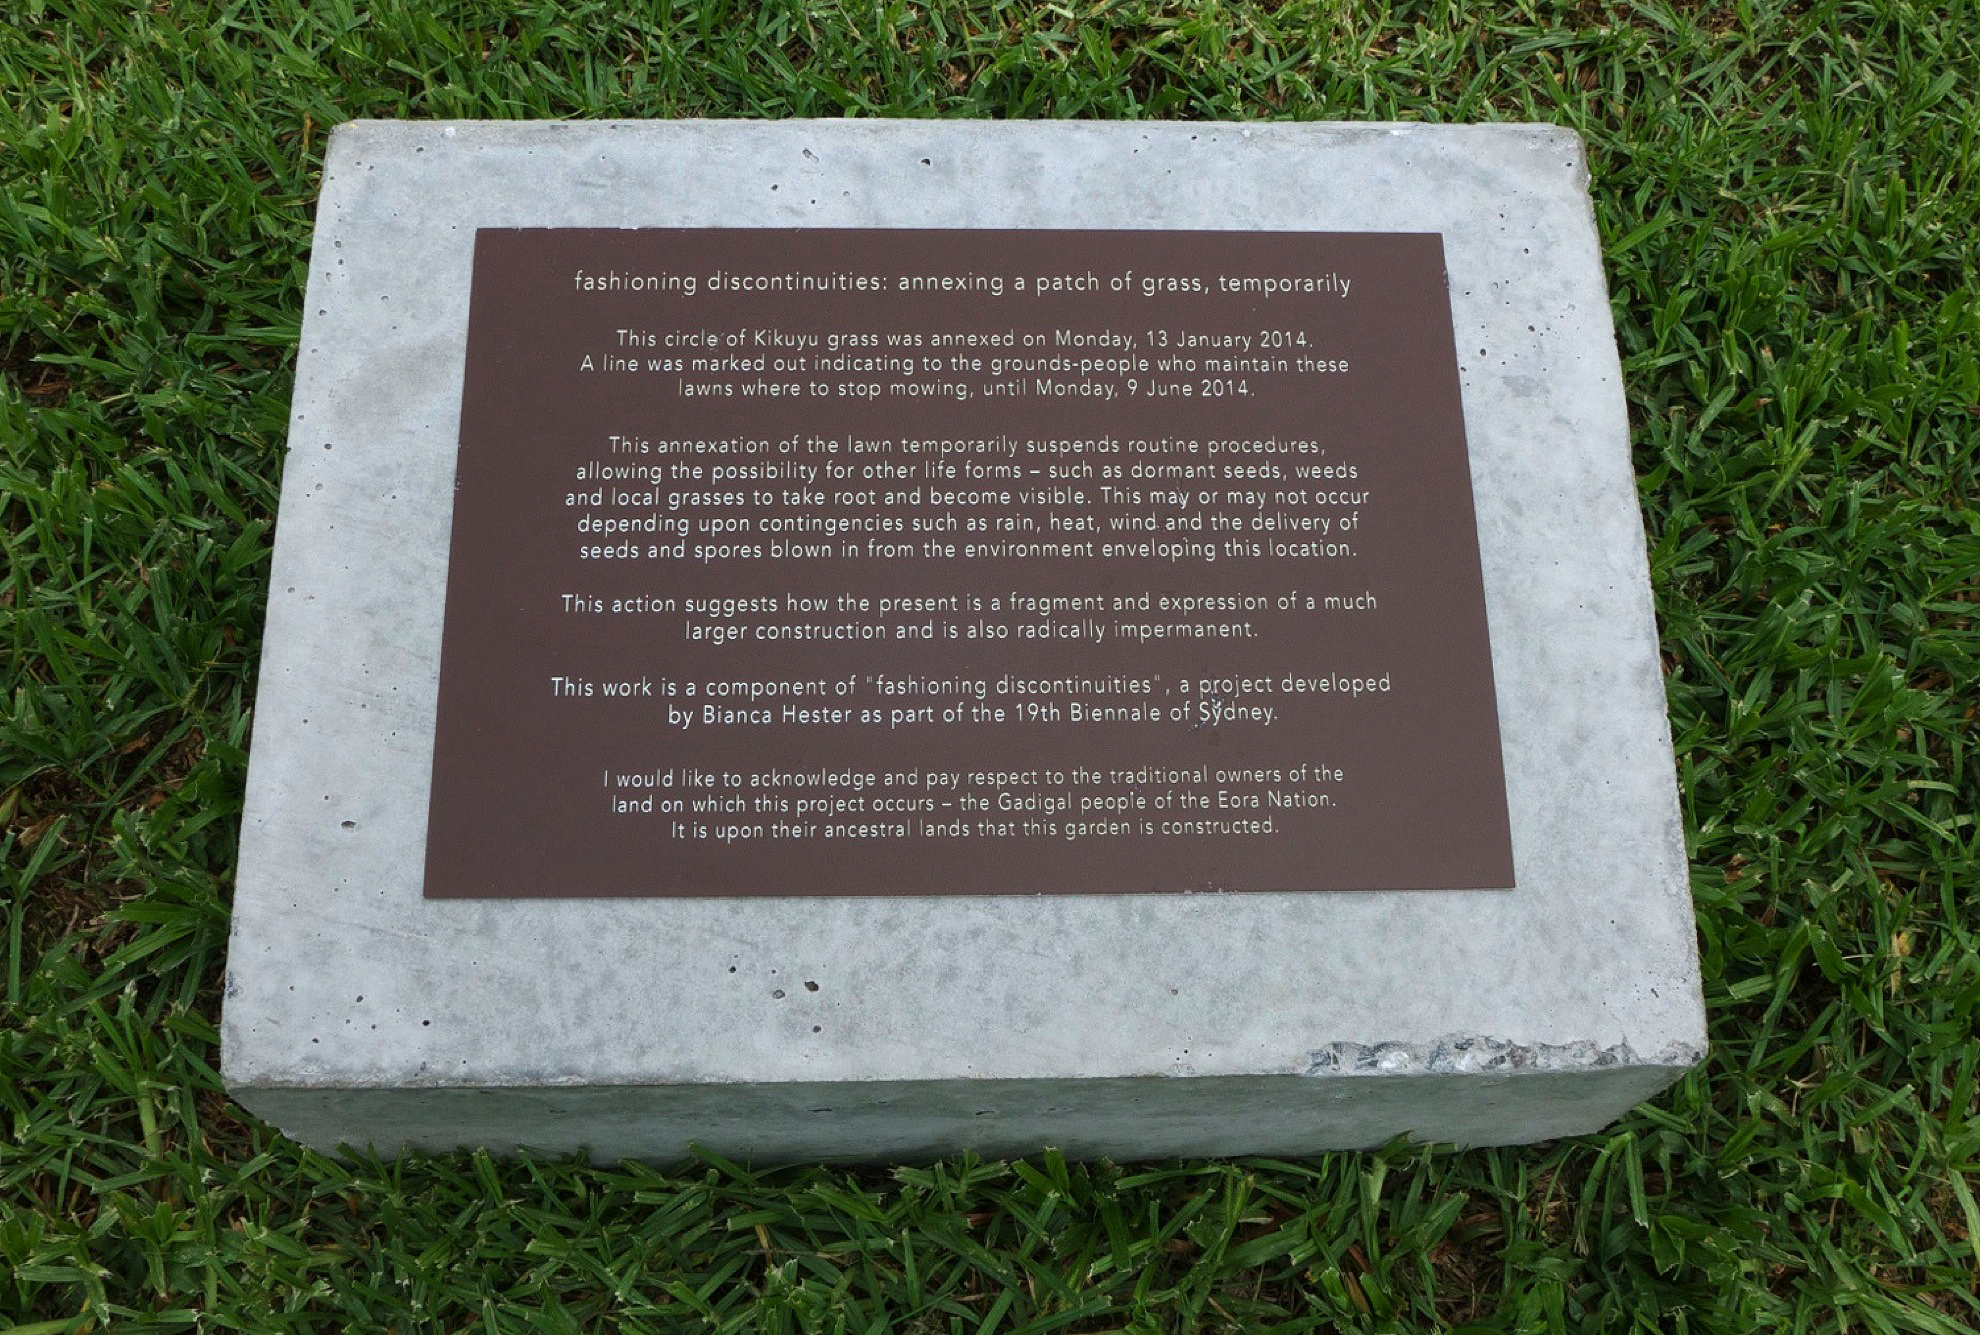 fashioning discontinuities: annexing a patch of grass, temporarily
This circle of Kikuyu grass was annexed on Monday, 13 January 2014.
A line was marked out indicating to the grounds-people who maintain these
lawns where to stop mowing, until Monday, 9 June 2014.
This annexation of the lawn temporarily suspends routine procedures,
allowing the possibility for other life forms – such as dormant seeds, weeds
and local grasses to take root and become visible. This may or may not occur
depending upon contingencies such as rain, heat, wind and the delivery of
seeds and spores blown in from the environment enveloping this location.
This action suggests how the present is a fragment and expression of a much
larger construction and is also radically impermanent.
This work is a component of "fashioning discontinuities", a project developed
by Bianca Hester as part of the 19th Biennale of Sydney.
I would like to acknowledge and pay respect to the traditional owners of the
land on which this project occurs – the Gadigal people of the Eora Nation.
It is upon their ancestral lands that this garden is constructed.